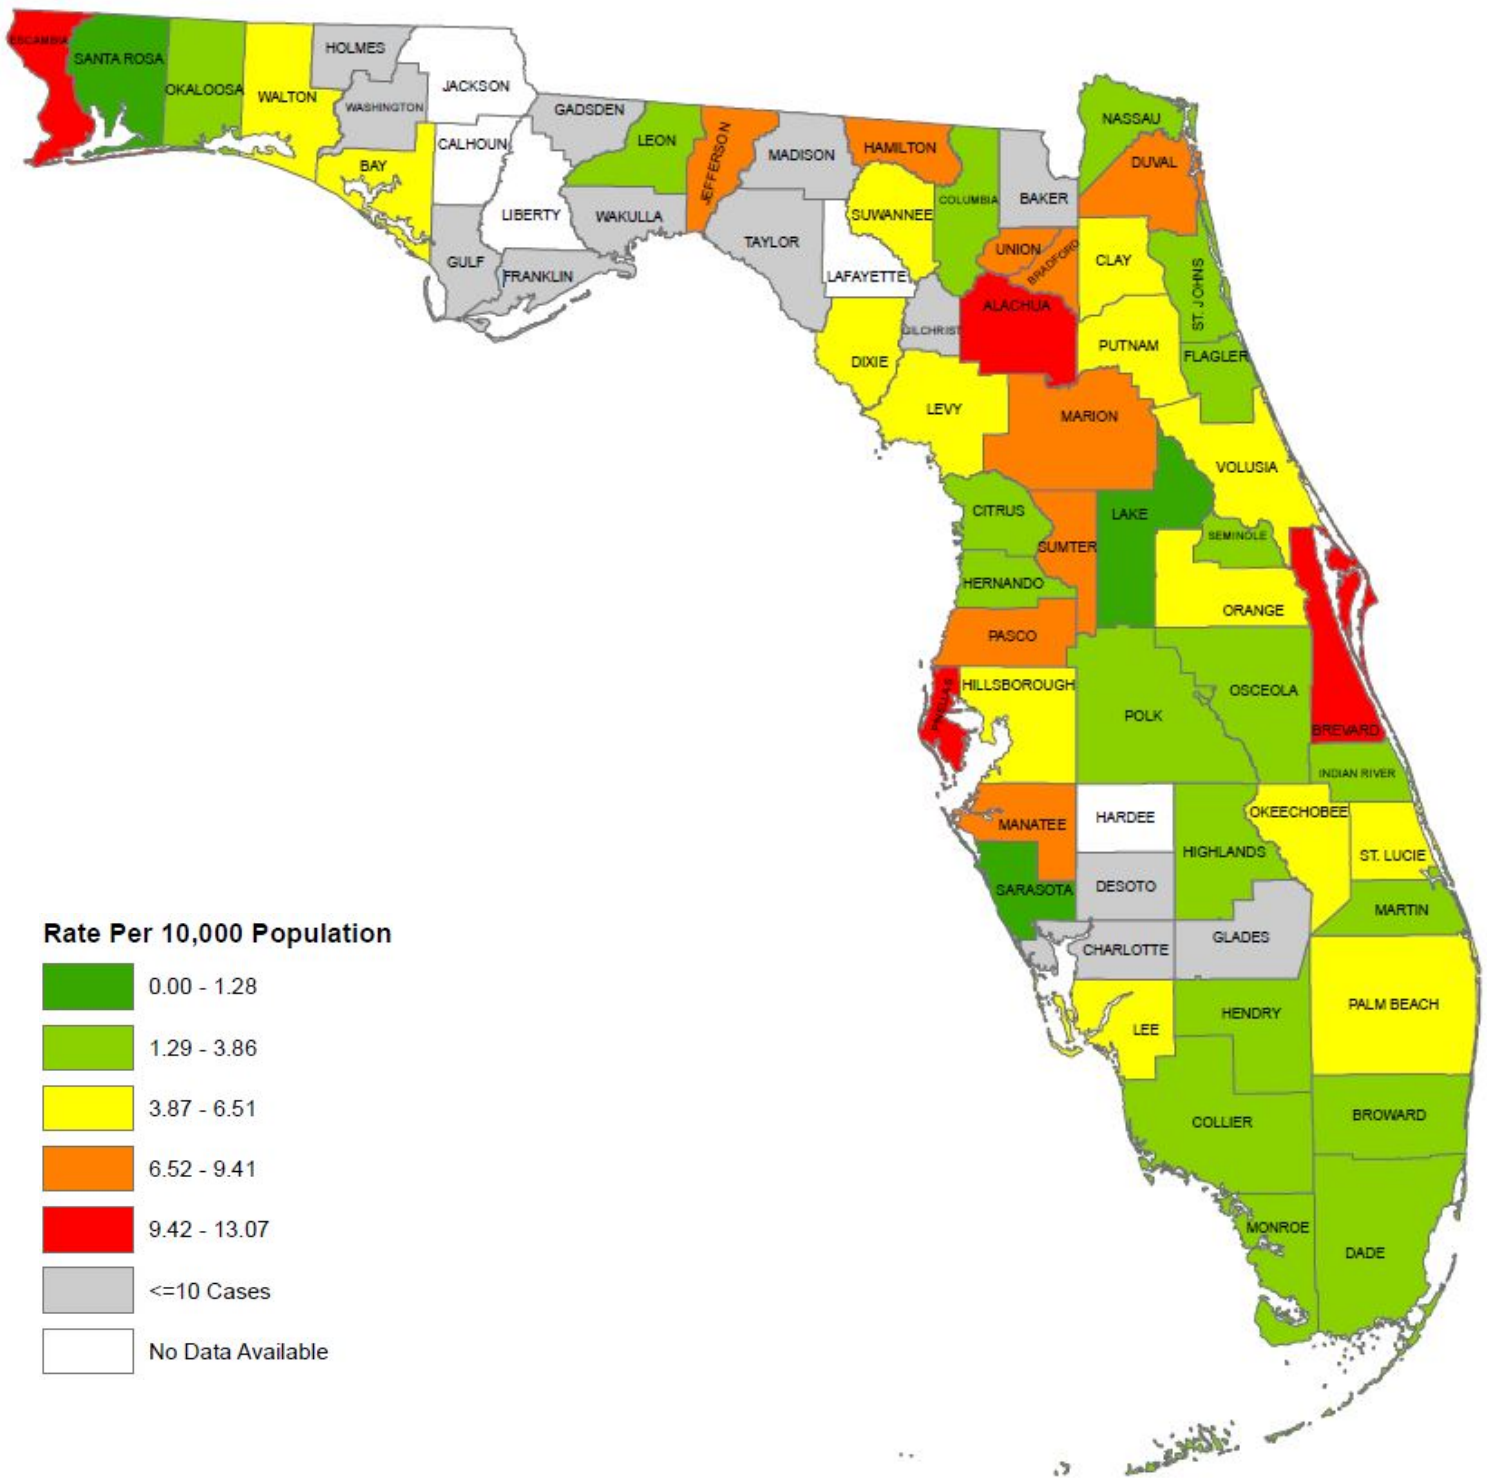 ESCAMBIA
SANTA ROSA
OKALOOSA
WALTON
HOLMES
WASHINGTON
JACKSON
BAY
CALHOUN
GADSDEN
LIBERTY
GULF
FRANKLIN
LEON
WAKULLA
JEFFERSON
MADISON
TAYLOR
HAMILTON
SUWANNEE
LAFAYETTE
COLUMBIA
BAKER
NASSAU
DUVAL
UNION
BRADFORD
CLAY
ST. JOHNS
ALACHUA
GILCHRIST
DIXIE
PUTNAM
FLAGLER
LEVY
MARION
VOLUSIA
CITRUS
SUMTER
LAKE
SEMINOLE
HERNANDO
ORANGE
PASCO
PINELLAS
HILLSBOROUGH
POLK
OSCEOLA
BREVARD
INDIAN RIVER
MANATEE
HARDEE
HIGHLANDS
OKEECHOBEE
ST. LUCIE
SARASOTA
DESOTO
MARTIN
CHARLOTTE
GLADES
LEE
HENDRY
PALM BEACH
COLLIER
BROWARD
MONROE
DADE
Rate Per 10,000 Population
0.00 - 1.28
1.29 - 3.86
3.87 - 6.51
6.52 - 9.41
9.42 - 13.07
<=10 Cases
No Data Available